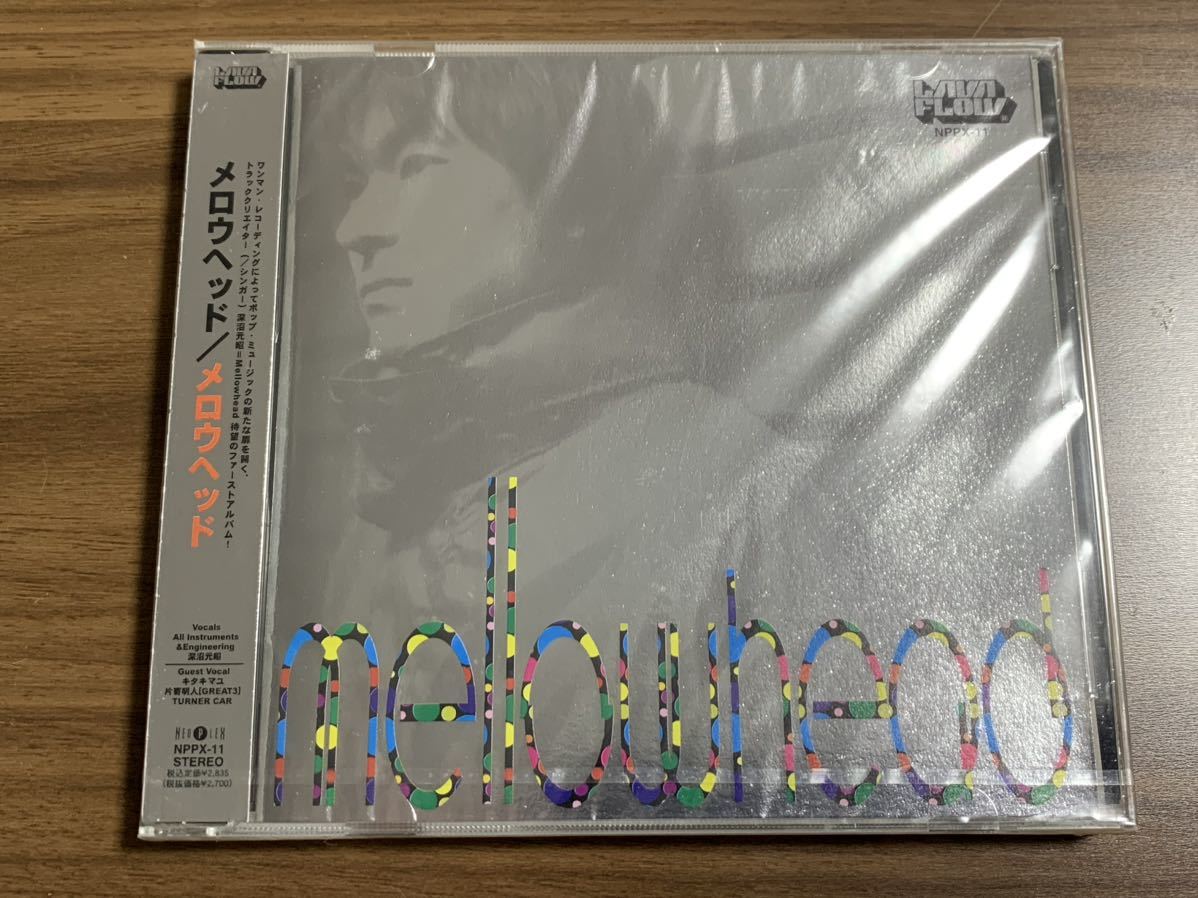 LAVA
FLOW
メロウヘッド／メロウヘッド
ワンマン・レコーディングによってポップ・ミュージックの新たな扉を開く、
トラッククリエイター（／シンガー）深沼元昭＝Mellowhead 待望のファーストアルバム！
Vocals
All Instruments
&Engineering
深沼元昭
Guest Vocal
キタキマユ
片寄明人[GREAT3]
TURNER CAR
NEOPLEX
NPPX-11
STEREO
税込定価¥2,835
(税抜価格¥2,700)
LAVA
FLOW
NPPX-11
mellowhead